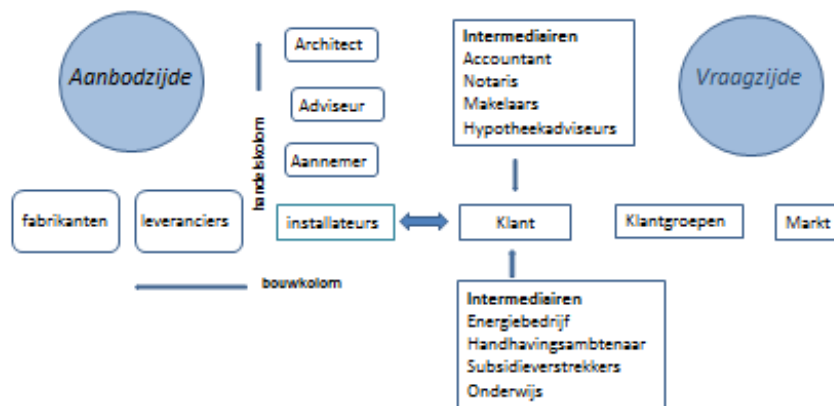 Aanbodzijde
Architect
Adviseur
Aannemer
handelskolom
Intermediairen
Accountant
Notaris
Makelaars
Hypotheekadviseurs
Vraagzijde
fabrikanten
leveranciers
installateurs
Klant
Klantgroepen
Markt
bouwkolom
Intermediairen
Energiebedrijf
Handhavingsambtenaar
Subsidieverstrekkers
Onderwijs